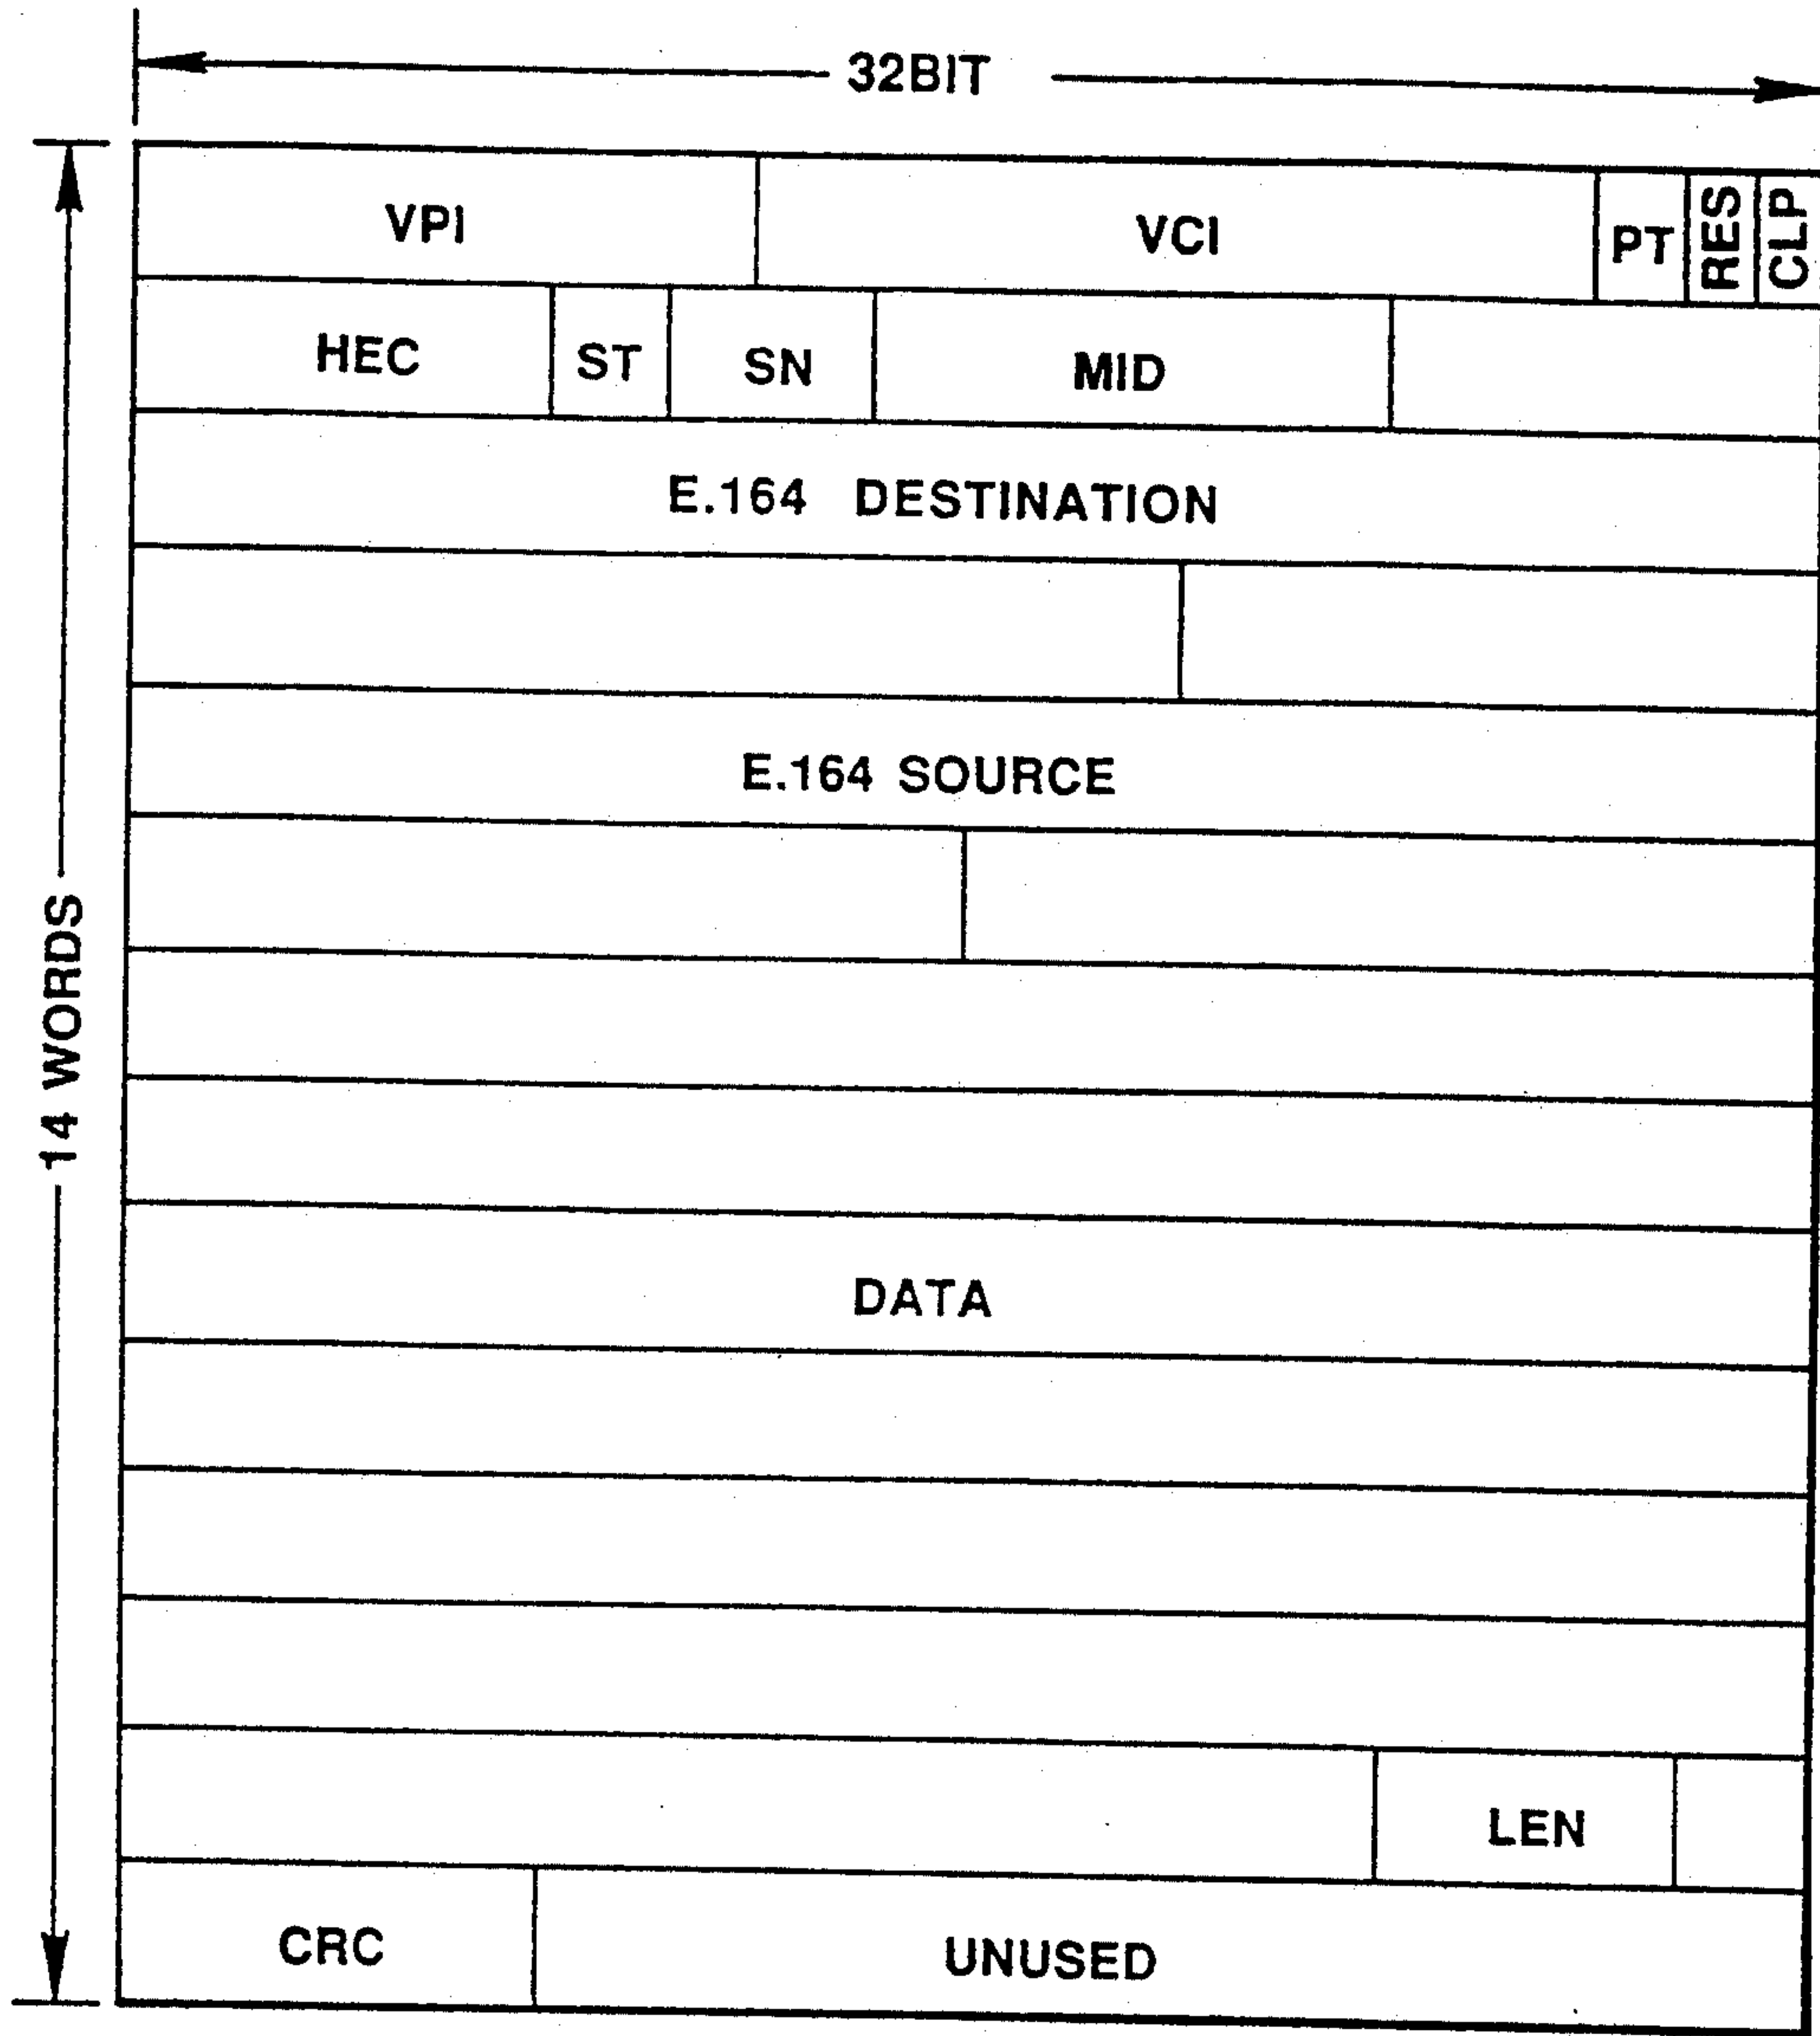 32BIT
VPI VCI PT RES CLP
HEC ST SN MID
E.164 DESTINATION
E.164 SOURCE
14 WORDS
DATA
LEN
CRC UNUSED